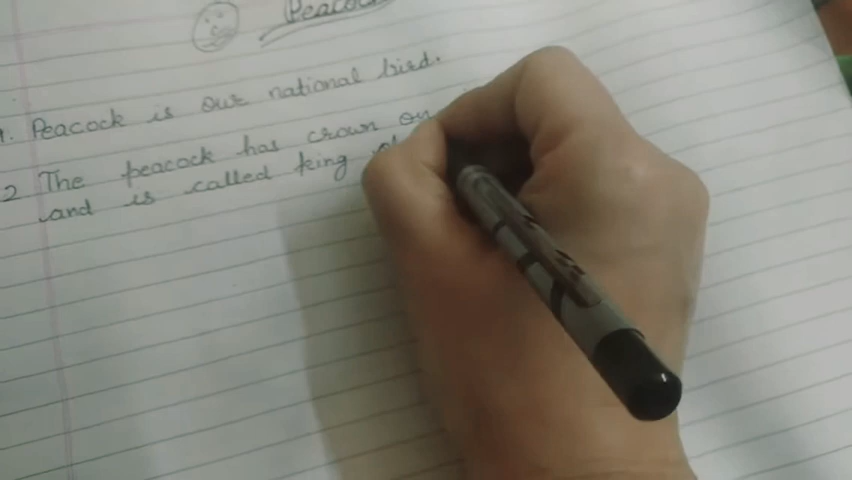 Peacock
1. Peacock is our national bird.
2 The peacock has crown on
and is called king